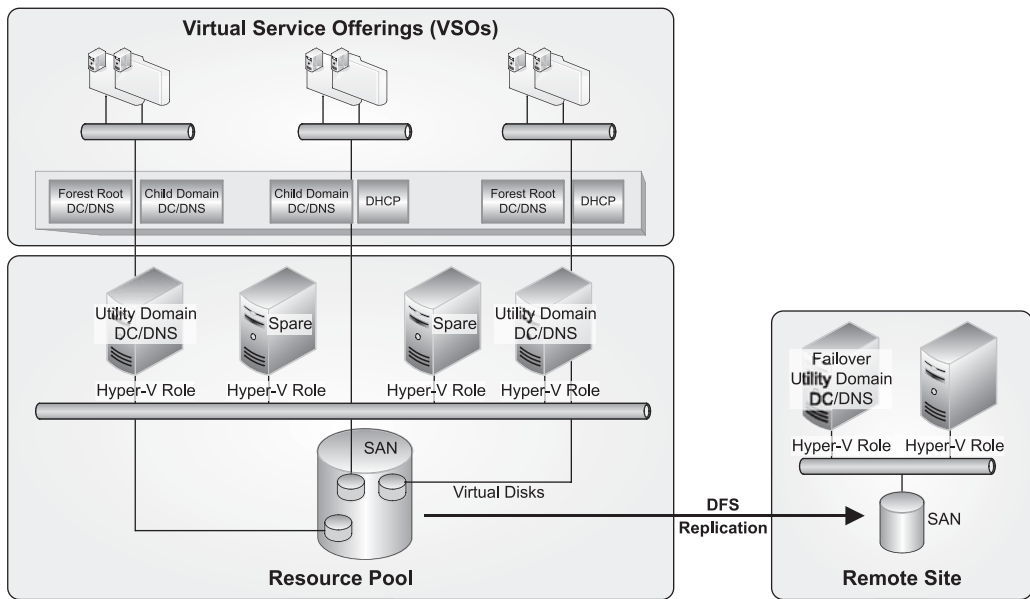 Virtual Service Offerings (VSOs)
Forest Root
DC/DNS
Child Domain
DC/DNS
Child Domain
DC/DNS
DHCP
Forest Root
DC/DNS
DHCP
Utility Domain
DC/DNS
Spare
Spare
Utility Domain
DC/DNS
Hyper-V Role
Hyper-V Role
Hyper-V Role
Hyper-V Role
SAN
Virtual Disks
Resource Pool
DFS
Replication
Failover
Utility Domain
DC/DNS
Hyper-V Role
Hyper-V Role
SAN
Remote Site